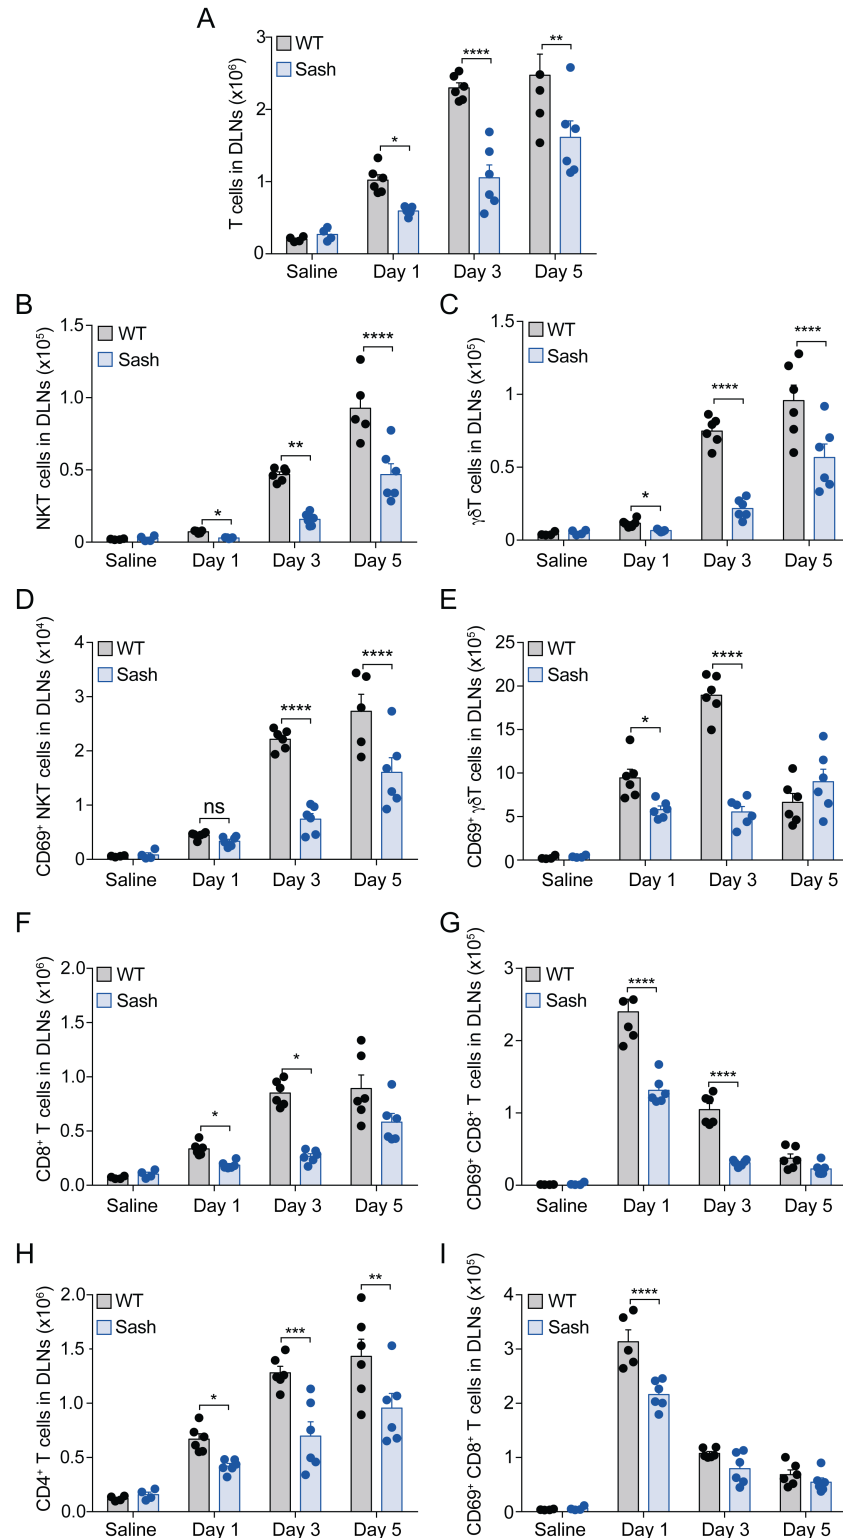 A
T cells in DLNs (x10⁶)
3
2
1
0
WT
Sash
*
****
**
Saline Day 1 Day 3 Day 5
B
NKT cells in DLNs (x10⁵)
1.5
1.0
0.5
0
WT
Sash
*
**
****
Saline Day 1 Day 3 Day 5
C
γδT cells in DLNs (x10⁵)
1.5
1
0.5
0
WT
Sash
*
****
****
Saline Day 1 Day 3 Day 5
D
CD69⁺ NKT cells in DLNs (x10⁴)
4
3
2
1
0
WT
Sash
ns
****
****
Saline Day 1 Day 3 Day 5
E
CD69⁺ γδT cells in DLNs (x10⁵)
25
20
15
10
5
0
WT
Sash
*
****
Saline Day 1 Day 3 Day 5
F
CD8⁺ T cells in DLNs (x10⁶)
2.0
1.5
1.0
0.5
0.0
WT
Sash
*
*
Saline Day 1 Day 3 Day 5
G
CD69⁺ CD8⁺ T cells in DLNs (x10⁵)
3
2
1
0
WT
Sash
****
****
Saline Day 1 Day 3 Day 5
H
CD4⁺ T cells in DLNs (x10⁶)
2.0
1.5
1.0
0.5
0.0
WT
Sash
*
***
**
Saline Day 1 Day 3 Day 5
I
CD69⁺ CD8⁺ T cells in DLNs (x10⁵)
4
3
2
1
0
WT
Sash
****
Saline Day 1 Day 3 Day 5